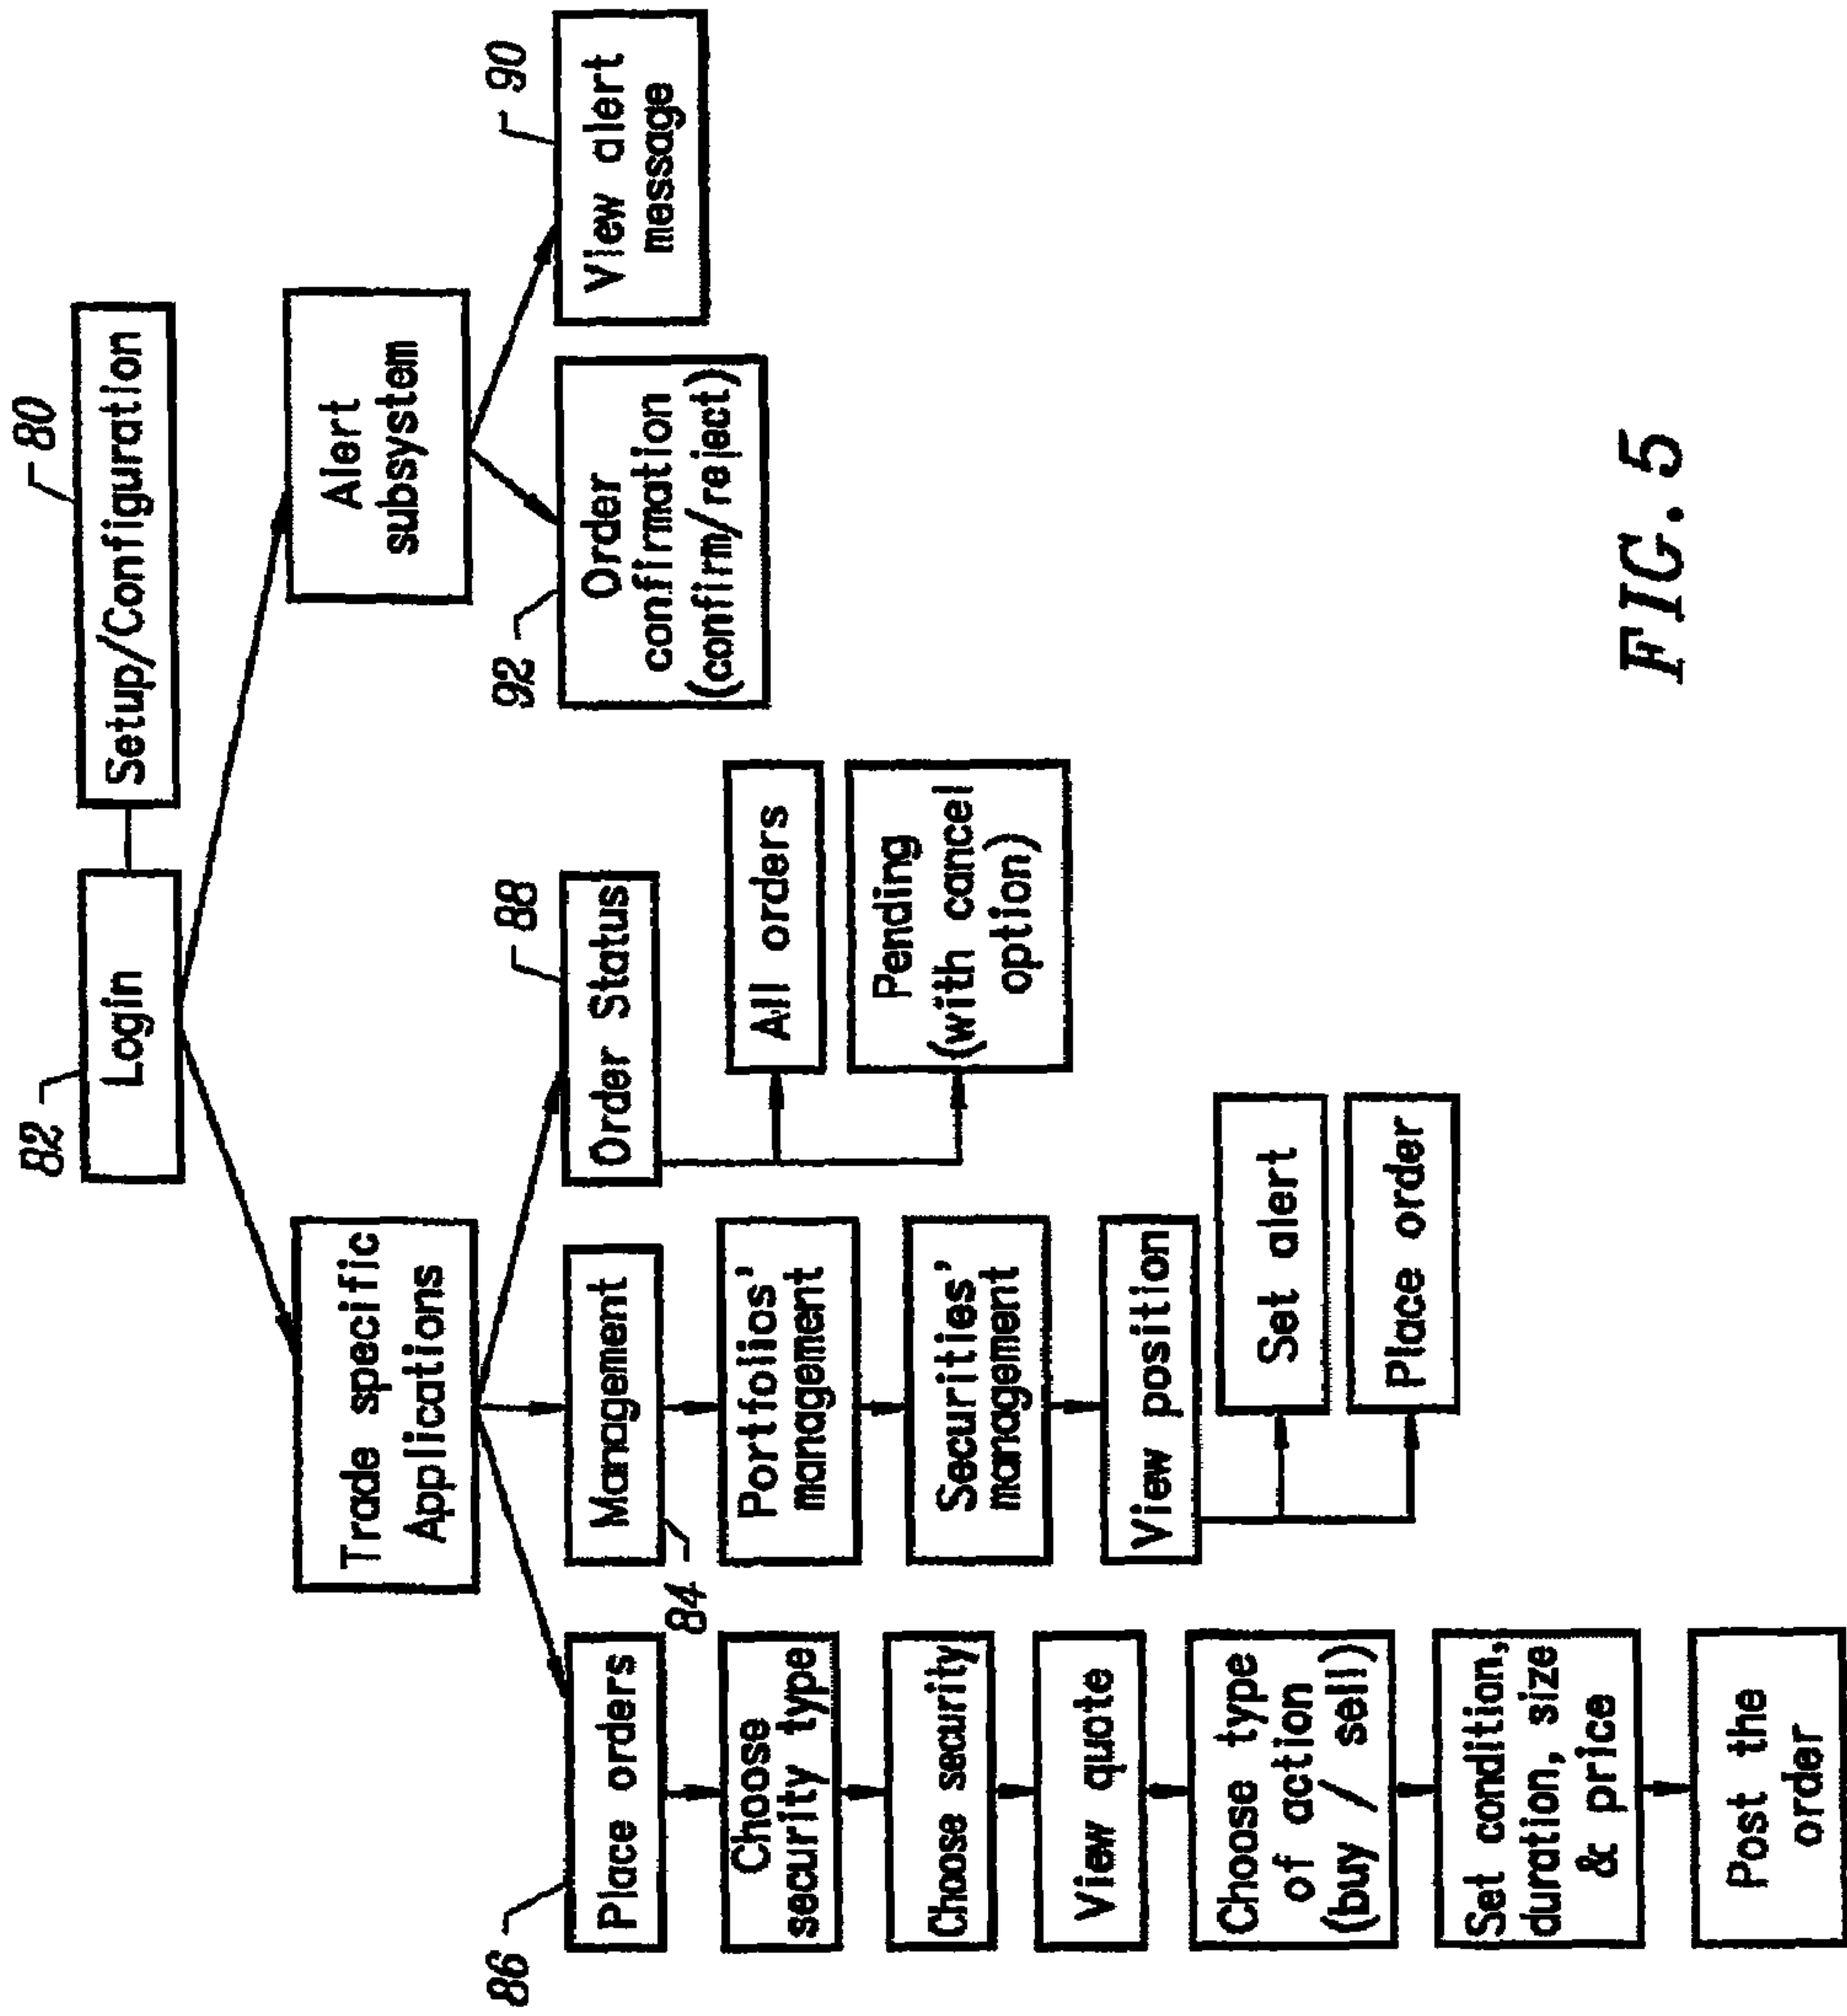 82
Login
Setup/Configuration
80
Trade specific
Applications
Alert
subsystem
86
Place orders
84
Management
Order Status
88
92
Order
confirmation
(confirm/reject)
View alert
message
90
Choose
security type
Choose security
View quote
Choose type
of action
(buy / sell)
Set condition,
duration, size
& price
Post the
order
Portfolios'
management
Securities'
management
View position
Set alert
Place order
All orders
Pending
(with cancel
option)
FIG. 5